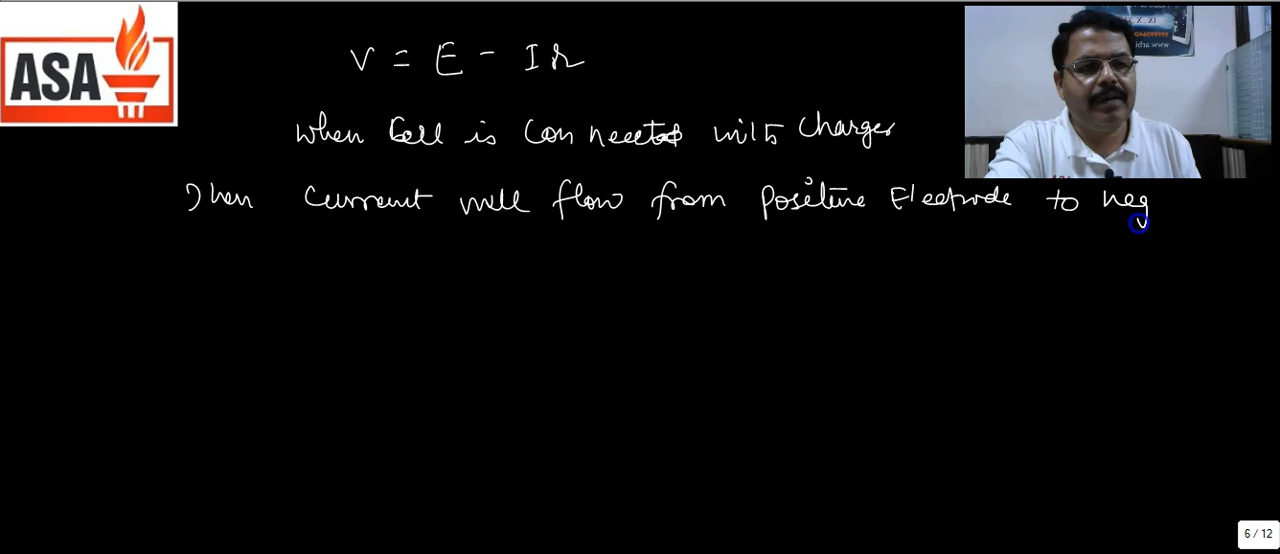 ASA
V = E - Ir
When Cell is Connected with Charger
Then Current will flow from Positive Electrode to neg
6 / 12